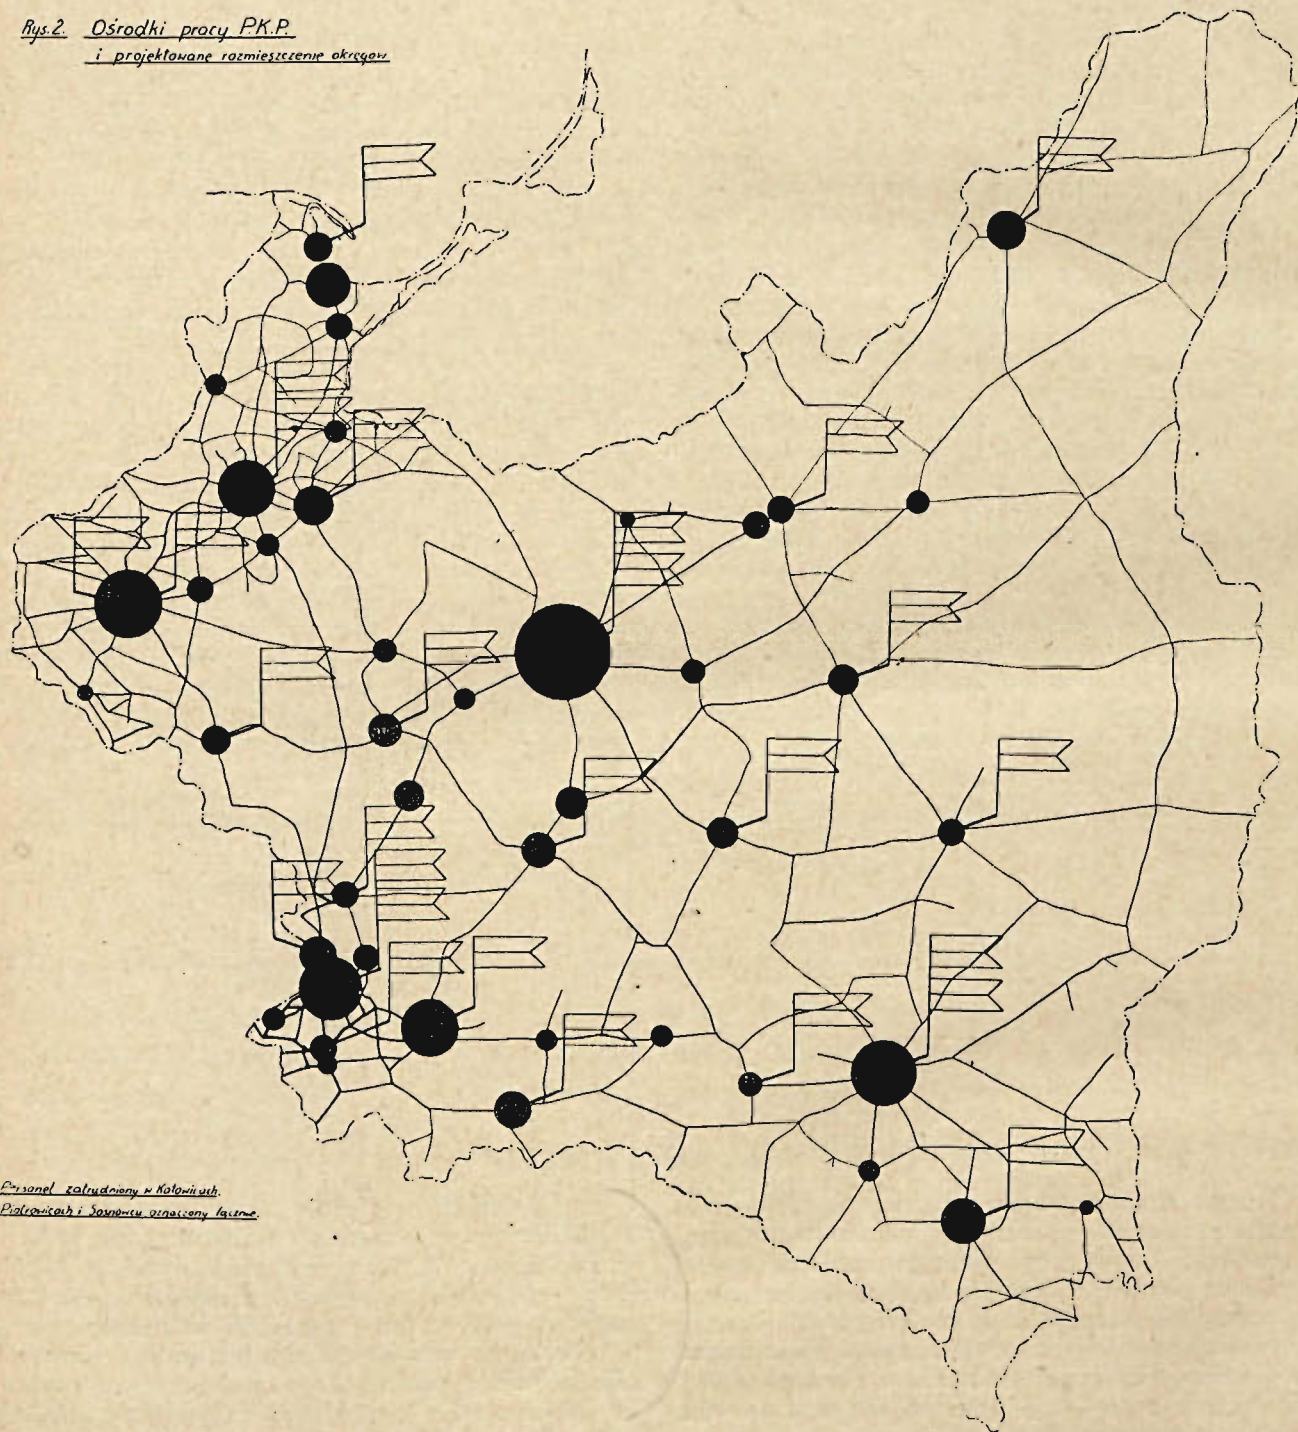 Rys.2. Ośrodki pracy P.K.P.
i projektowane rozmieszczenie okręgów
Personel zatrudniony w Katowicach,
Piotrowicach i Sosnowcu oznaczony łącznie.